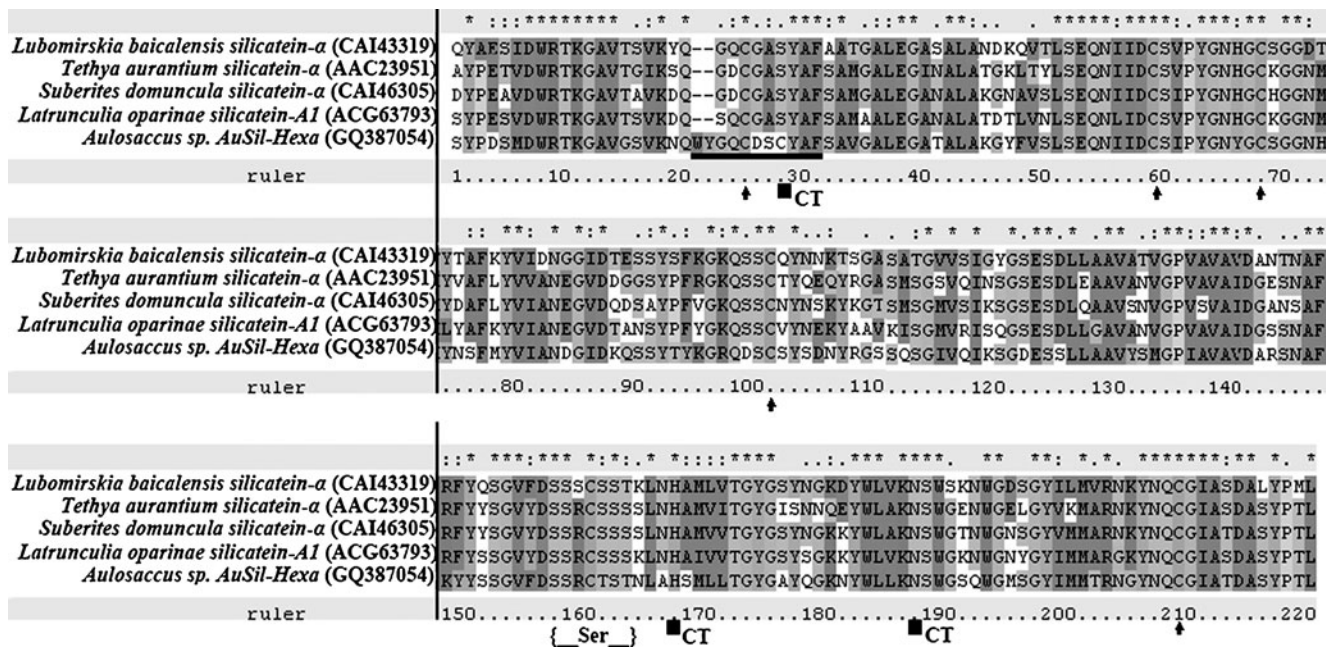 * ::******** .:* .. *.**.*** . ****. *** . . .. *****:****:** **:** **:
Lubomirskia baicalensis silicatein-α (CAI43319) QYAESIDWRTKGAVTSVKYQ--GQCGASYAFAATGALEGASALANDKQVTLSEQNIIDCSVPYGNHGCSGGDT
Tethya aurantium silicatein-α (AAC23951) AYPETVDWRTKGAVTGIKSQ--GDCGASYAFSAMGALEGINALATGKLTYLSEQNIIDCSVPYGNHGCKGGNM
Suberites domuncula silicatein-α (CAI46305) DYPEAVDWRTKGAVTAVKDQ--GDCGASYAFSAMGALEGANALAKGNAVSLSEQNIIDCSIPYGNHGCHGGNM
Latrunculia oparinae silicatein-A1 (ACG63793) SYPESVDWRTKGAVTSVKDQ--SQCGASYAFSAMAALEGANALATDTLVNLSEQNLIDCSVPYGNHGCKGGNM
Aulosaccus sp. AuSil-Hexa (GQ387054) SYPDSMDWRTKGAVGSVKNQWYGQCDSCYAFSAVGALEGATALAKGYFVSLSEQNIIDCSIPYGNYGCSGGNH
ruler 1.......10........20........30........40........50........60........70....
CT
Lubomirskia baicalensis silicatein-α (CAI43319) YTAFKYVIDNGGIDTESSYSFKGKQSSCQYNNKTSGASATGVVSIGYGSESDLLAAVATVGPVAVAVDANTNAF
Tethya aurantium silicatein-α (AAC23951) YVAFLYVVANEGVDDGGSYPFRGKQSSCTYQEQYRGASMSGSVQINSGSESDLEAAVANVGPVAVAIDGESNAF
Suberites domuncula silicatein-α (CAI46305) YDAFLYVIANEGVDQDSAYPFVGKQSSCNYNSKYKGTSMSGMVSIKSGSESDLQAAVSNVGPVSVAIDGANSAF
Latrunculia oparinae silicatein-A1 (ACG63793) LYAFKYVIANEGVDTANSYPFYGKQSSCVYNEKYAAVKISGMVRISQGSESDLLGAVANVGPVAVAIDGSSNAF
Aulosaccus sp. AuSil-Hexa (GQ387054) YNSFMYVIANDGIDKQSSYTYKGRQDSCSYSDNYRGSSQSGIVQIKSGDESSLLAAVYSMGPIAVAVDARSNAF
ruler .....80........90........100.......110.......120.......130.......140.......
Lubomirskia baicalensis silicatein-α (CAI43319) RFYQSGVFDSSSCSSTKLNHAMLVTGYGSYNGKDYWLVKNSWSKNWGDSGYILMVRNKYNQCGIASDALYPML
Tethya aurantium silicatein-α (AAC23951) RFYYSGVYDSSRCSSSSLNHAMVITGYGISNNQEYWLAKNSWGENWGELGYVKMARNKYNQCGIASDASYPTL
Suberites domuncula silicatein-α (CAI46305) RFYYSGVYDSSRCSSSSLNHAMVVTGYGSYNGKKYWLAKNSWGTNWGNSGYVMMARNKYNQCGIASDASYPTL
Latrunculia oparinae silicatein-A1 (ACG63793) RFYSSGVYDSSRCSSSKLNHAIVVTGYGSYSGKKYWLVKNSWGTNWGNYGYIMMARGKYNQCGIASDASYPTL
Aulosaccus sp. AuSil-Hexa (GQ387054) KYYSSGVFDSSRCTSTNLAHSMLLTGYGAYQGKNYWLLKNSWGSQWGMSGYIMMTRNGYNQCGIATDASYPTL
ruler 150.......160.......170.......180.......190.......200.......210.......220
{__Ser__} CT CT